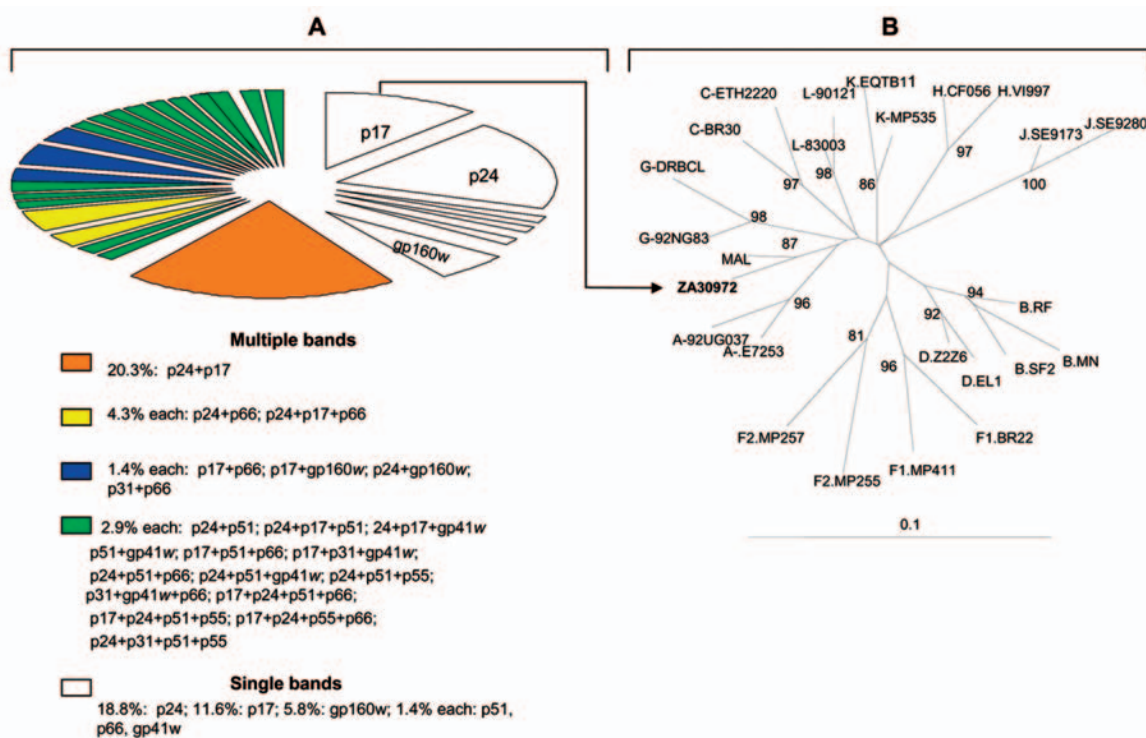 A
B
p17
p24
gp160w
Multiple bands
20.3%: p24+p17
4.3% each: p24+p66; p24+p17+p66
1.4% each: p17+p66; p17+gp160w; p24+gp160w;
p31+p66
2.9% each: p24+p51; p24+p17+p51; 24+p17+gp41w
p51+gp41w; p17+p51+p66; p17+p31+gp41w;
p24+p51+p66; p24+p51+gp41w; p24+p51+p55;
p31+gp41w+p66; p17+p24+p51+p66;
p17+p24+p51+p55; p17+p24+p55+p66;
p24+p31+p51+p55
Single bands
18.8%: p24; 11.6%: p17; 5.8%: gp160w; 1.4% each: p51,
p66, gp41w
C-ETH2220
L-90121
K.EQTB11
H.CF056
H.VI997
C-BR30
L-83003
K-MP535
J.SE9173
J.SE9280
G-DRBCL
97
98
86
97
100
98
G-92NG83
87
MAL
ZA30972
96
94
B.RF
A-92UG037
A-.E7253
81
92
96
D.Z2Z6
D.EL1
B.SF2
B.MN
F2.MP257
F2.MP255
F1.MP411
F1.BR22
0.1